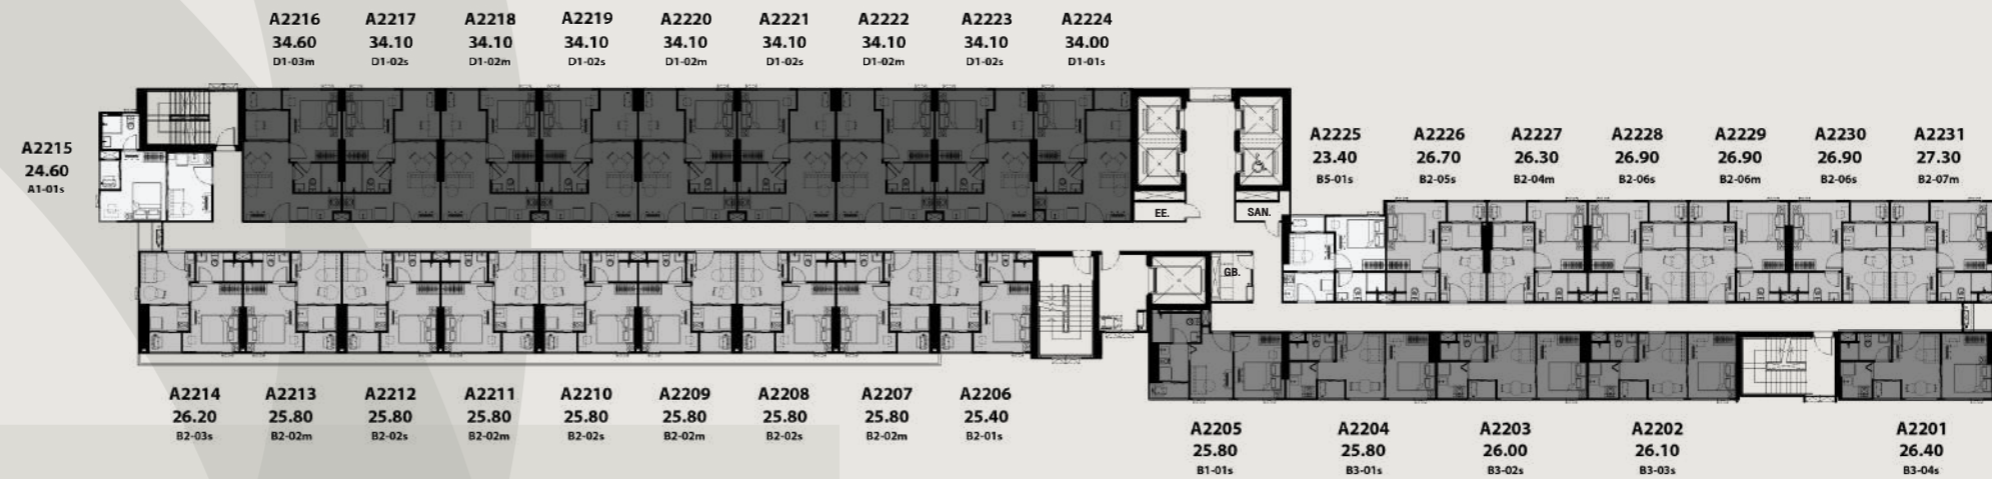 A2216 A2217 A2218 A2219 A2220 A2221 A2222 A2223 A2224
34.60 34.10 34.10 34.10 34.10 34.10 34.10 34.10 34.00
D1-03m D1-02s D1-02m D1-02s D1-02m D1-02s D1-02m D1-02s D1-01s
A2215
24.60
A1-01s
A2225 A2226 A2227 A2228 A2229 A2230 A2231
23.40 26.70 26.30 26.90 26.90 26.90 27.30
B5-01s B2-05s B2-04m B2-06s B2-06m B2-06s B2-07m
EE. SAN.
GB.
A2214 A2213 A2212 A2211 A2210 A2209 A2208 A2207 A2206
26.20 25.80 25.80 25.80 25.80 25.80 25.80 25.80 25.40
B2-03s B2-02m B2-02s B2-02m B2-02s B2-02m B2-02s B2-02m B2-01s
A2205 A2204 A2203 A2202 A2201
25.80 25.80 26.00 26.10 26.40
B1-01s B3-01s B3-02s B3-03s B3-04s